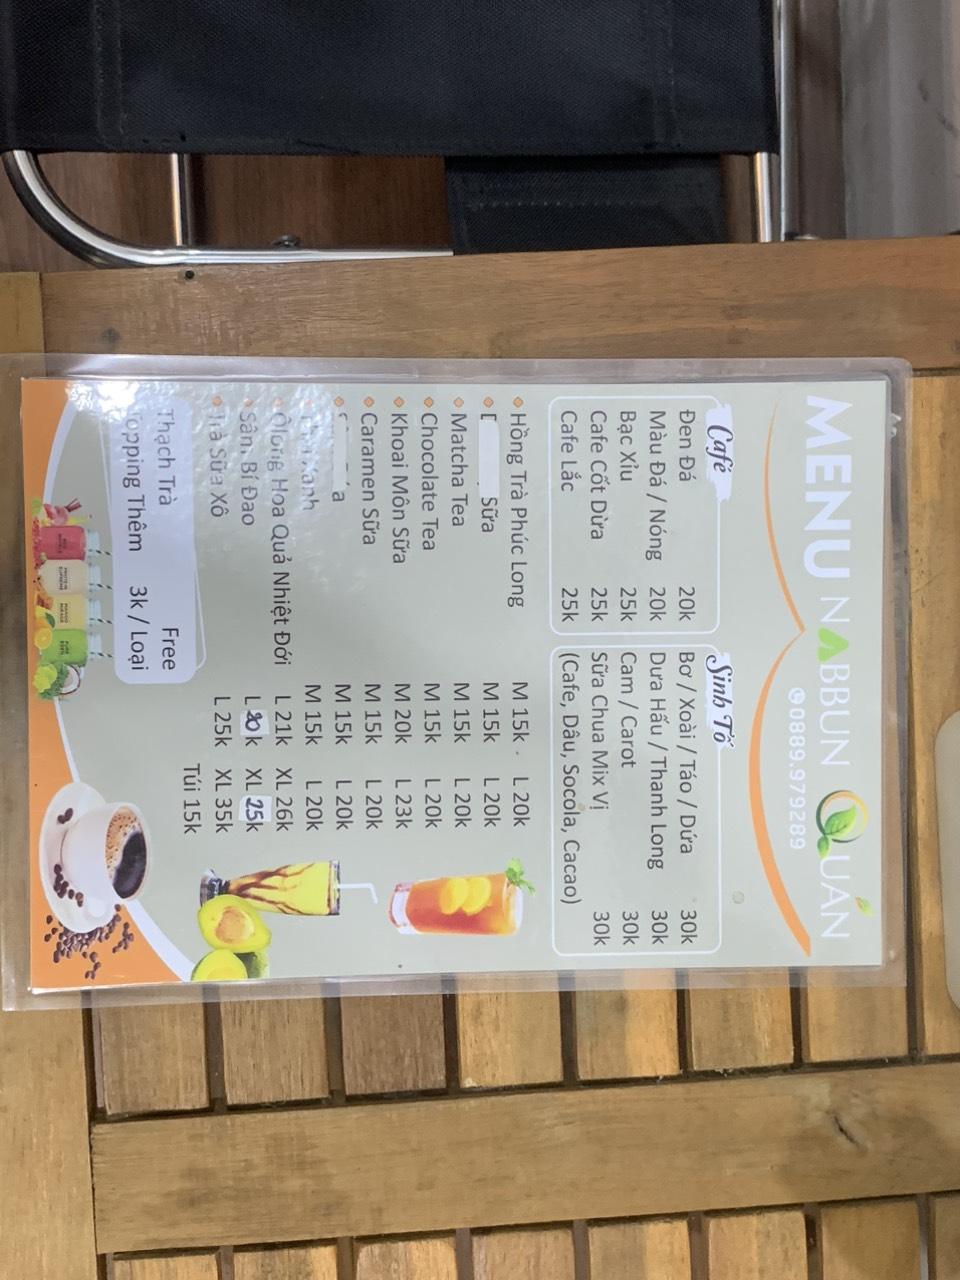 MENU NABBUN QUÁN
0889.979289
Café
Đen Đá 20k
Màu Đá / Nóng 20k
Bạc Xỉu 25k
Cafe Cốt Dừa 25k
Cafe Lắc 25k
Sinh Tố
Bơ / Xoài / Táo / Dứa 30k
Dưa Hấu / Thanh Long 30k
Cam / Carot 30k
Sữa Chua Mix Vị 30k
(Cafe, Dâu, Socola, Cacao)
Hồng Trà Phúc Long M 15k L 20k
Sữa M 15k L 20k
Matcha Tea M 15k L 20k
Chocolate Tea M 15k L 20k
Khoai Môn Sữa M 20k L 23k
Caramen Sữa M 15k L 20k
M 15k L 20k
Xanh M 15k L 20k
Ôlong Hoa Quả Nhiệt Đới L 21k XL 26k
Sâm Bí Đao L 20k XL 25k
Trà Sữa Xô L 25k XL 35k
Túi 15k
Thạch Trà Free
Topping Thêm 3k / Loại